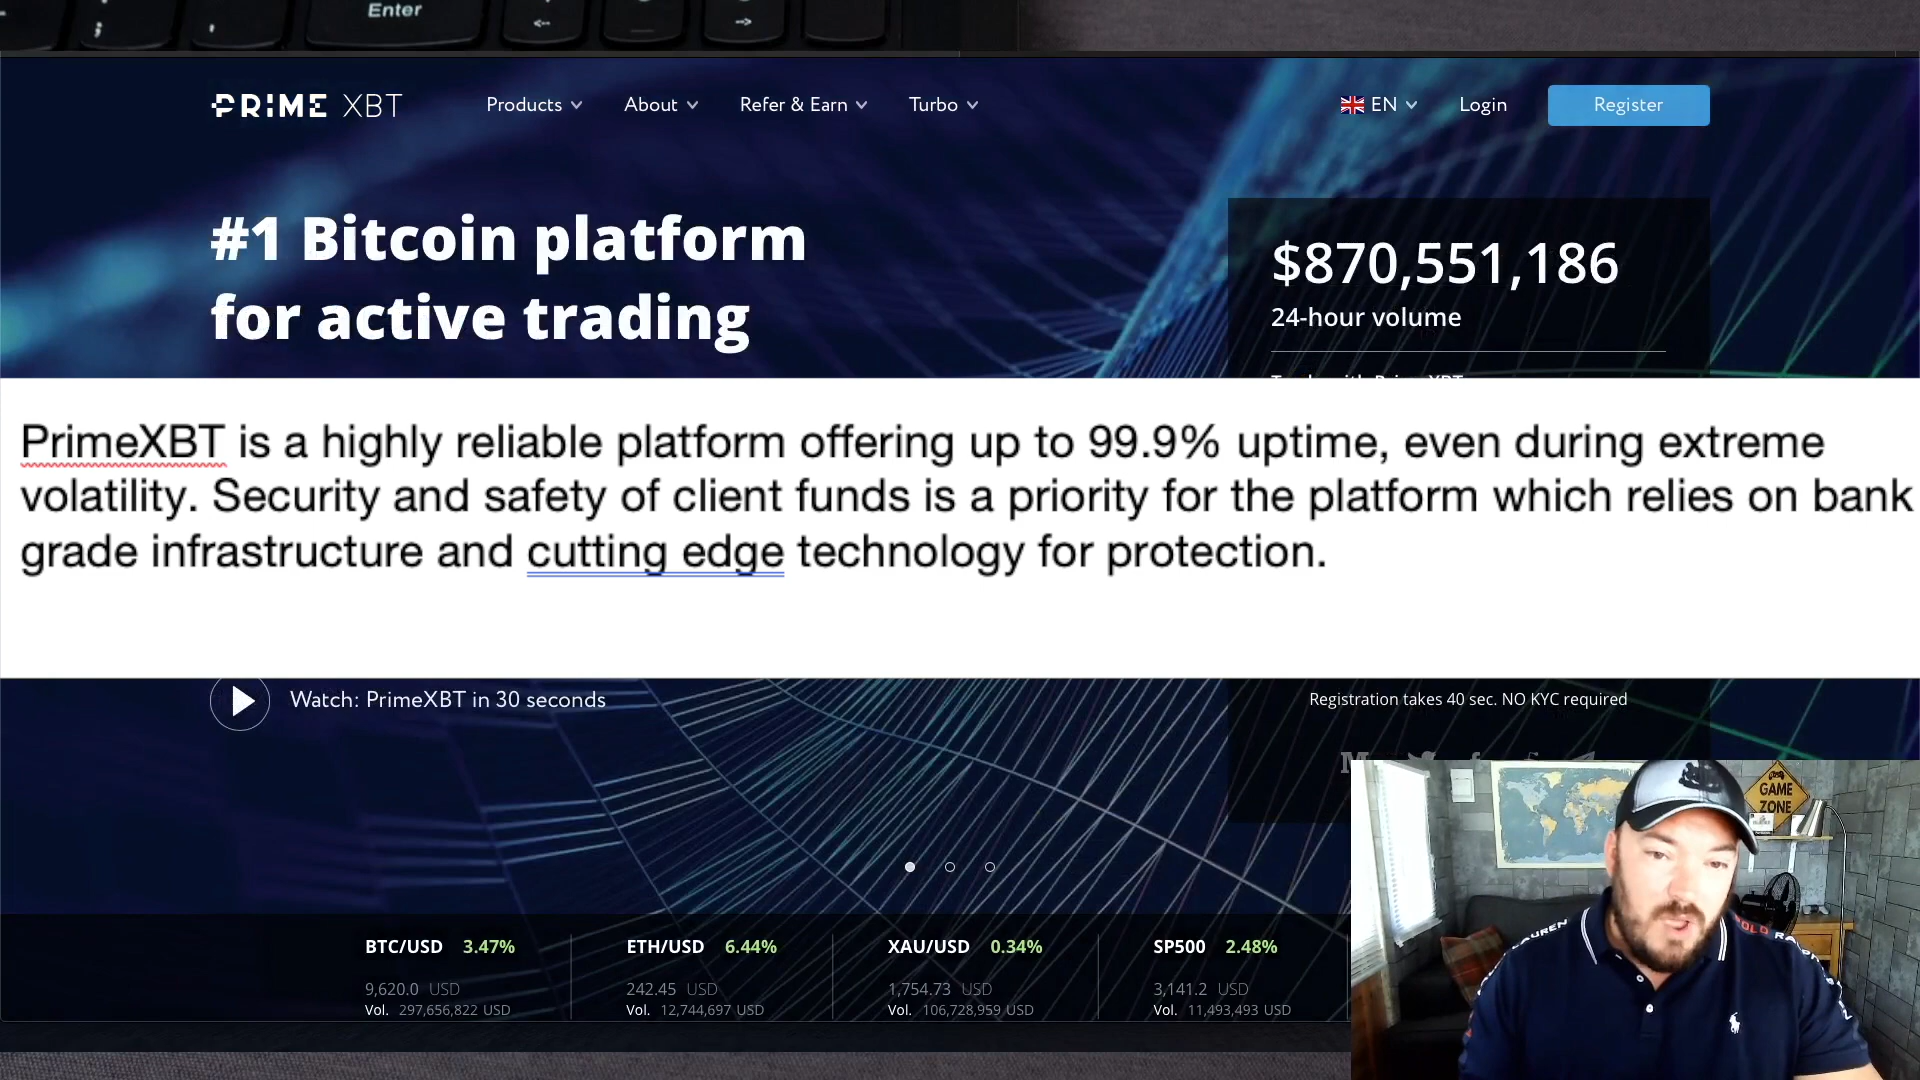 Enter
PRIME XBT
Products
About
Refer & Earn
Turbo
EN
Login
Register
#1 Bitcoin platform
for active trading
$870,551,186
24-hour volume
PrimeXBT is a highly reliable platform offering up to 99.9% uptime, even during extreme
volatility. Security and safety of client funds is a priority for the platform which relies on bank
grade infrastructure and cutting edge technology for protection.
Watch: PrimeXBT in 30 seconds
Registration takes 40 sec. NO KYC required
GAME
ZONE
BTC/USD 3.47%
9,620.0 USD
Vol. 297,656,822 USD
ETH/USD 6.44%
242.45 USD
Vol. 12,744,697 USD
XAU/USD 0.34%
1,754.73 USD
Vol. 106,728,959 USD
SP500 2.48%
3,141.2 USD
Vol. 11,493,493 USD